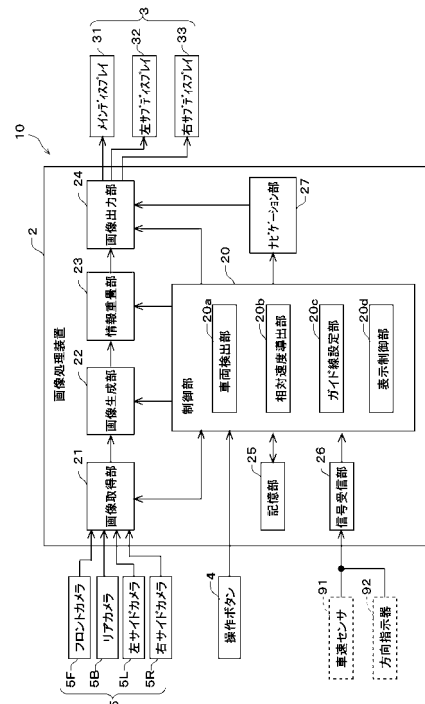 10
2
画像処理装置
5
5F
フロントカメラ
5B
リアカメラ
5L
左サイドカメラ
5R
右サイドカメラ
21
画像取得部
22
画像生成部
23
情報重畳部
24
画像出力部
3
31
メインディスプレイ
32
左サブディスプレイ
33
右サブディスプレイ
4
操作ボタン
20
制御部
20a
車両検出部
20b
相対速度導出部
20c
ガイド線設定部
20d
表示制御部
27
ナビゲーション部
25
記憶部
26
信号受信部
91
車速センサ
92
方向指示器